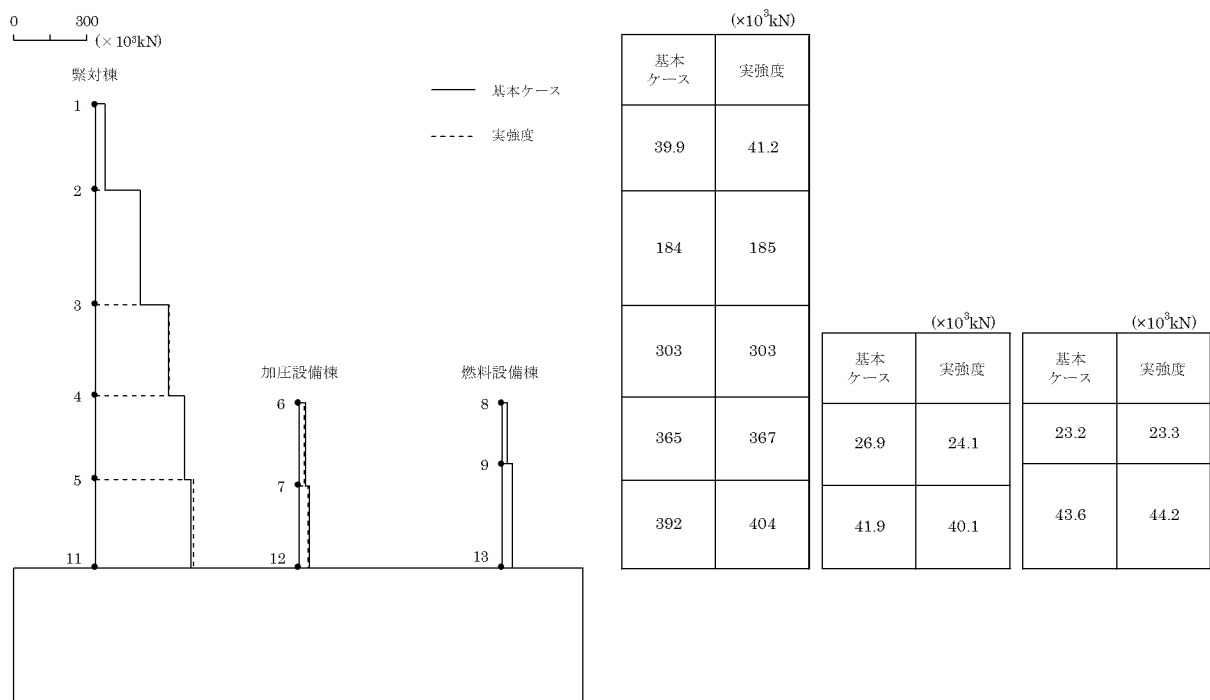 0 300
(×10³kN)
緊対棟
1
2
3
4
5
11
加圧設備棟
6
7
12
燃料設備棟
8
9
13
基本ケース
実強度
(×10³kN)
基本
ケース
実強度
39.9 41.2
184 185
303 303
365 367
392 404
(×10³kN)
基本
ケース
実強度
26.9 24.1
41.9 40.1
(×10³kN)
基本
ケース
実強度
23.2 23.3
43.6 44.2